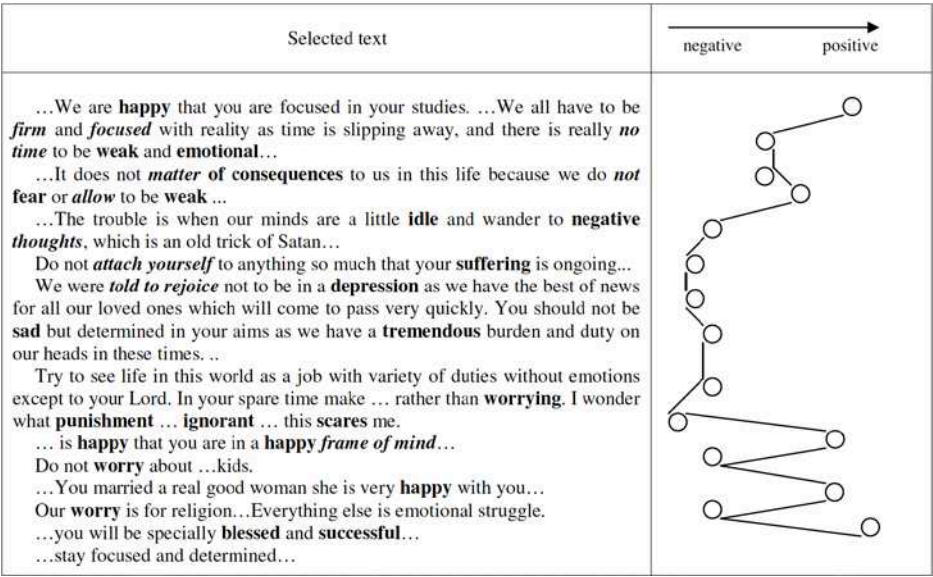 Selected text
negative positive
…We are happy that you are focused in your studies. …We all have to be
firm and focused with reality as time is slipping away, and there is really no
time to be weak and emotional…
…It does not matter of consequences to us in this life because we do not
fear or allow to be weak ...
…The trouble is when our minds are a little idle and wander to negative
thoughts, which is an old trick of Satan…
Do not attach yourself to anything so much that your suffering is ongoing...
We were told to rejoice not to be in a depression as we have the best of news
for all our loved ones which will come to pass very quickly. You should not be
sad but determined in your aims as we have a tremendous burden and duty on
our heads in these times. ..
Try to see life in this world as a job with variety of duties without emotions
except to your Lord. In your spare time make … rather than worrying. I wonder
what punishment … ignorant … this scares me.
… is happy that you are in a happy frame of mind…
Do not worry about …kids.
…You married a real good woman she is very happy with you…
Our worry is for religion…Everything else is emotional struggle.
…you will be specially blessed and successful…
…stay focused and determined…